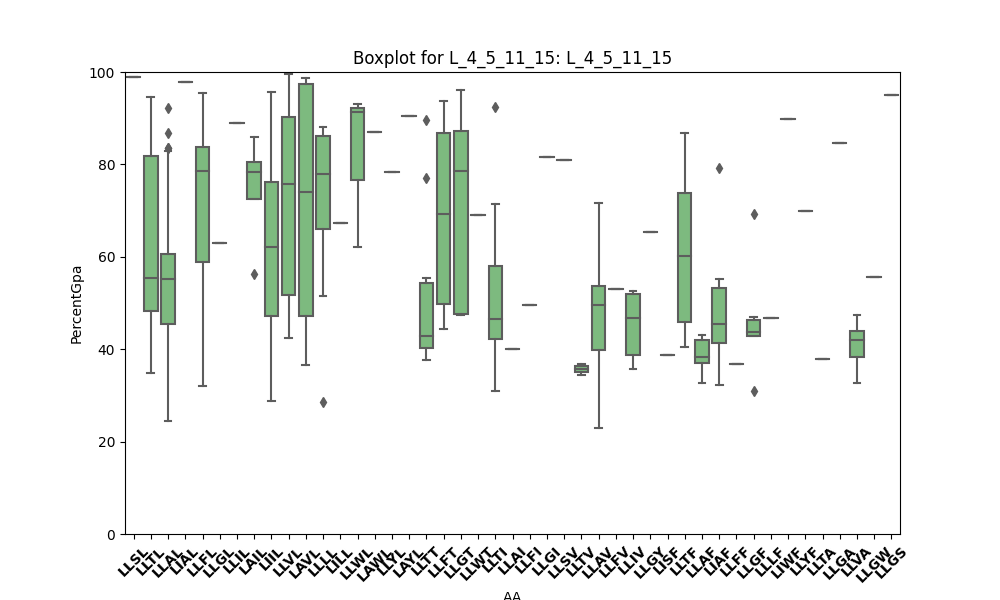 Boxplot for L_4_5_11_15: L_4_5_11_15
100
80
60
40
20
0
PercentGpa
LLSL LLTL LLAL LIAL LLFL LLGL LLIL LAIL LIIL LLVL LAVL LLLL LILL LLWL LAWL LLYL LAYL LLTT LLFT LLGT LLWT LLTI LLAI LLFI LLGI LLSV LLTV LLAV LLFV LLIV LLGY LISF LLTF LLAF LIAF LLFF LLGF LLLF LIWF LLYF LLTA LLGA LLVA LLGW LLGS
AA